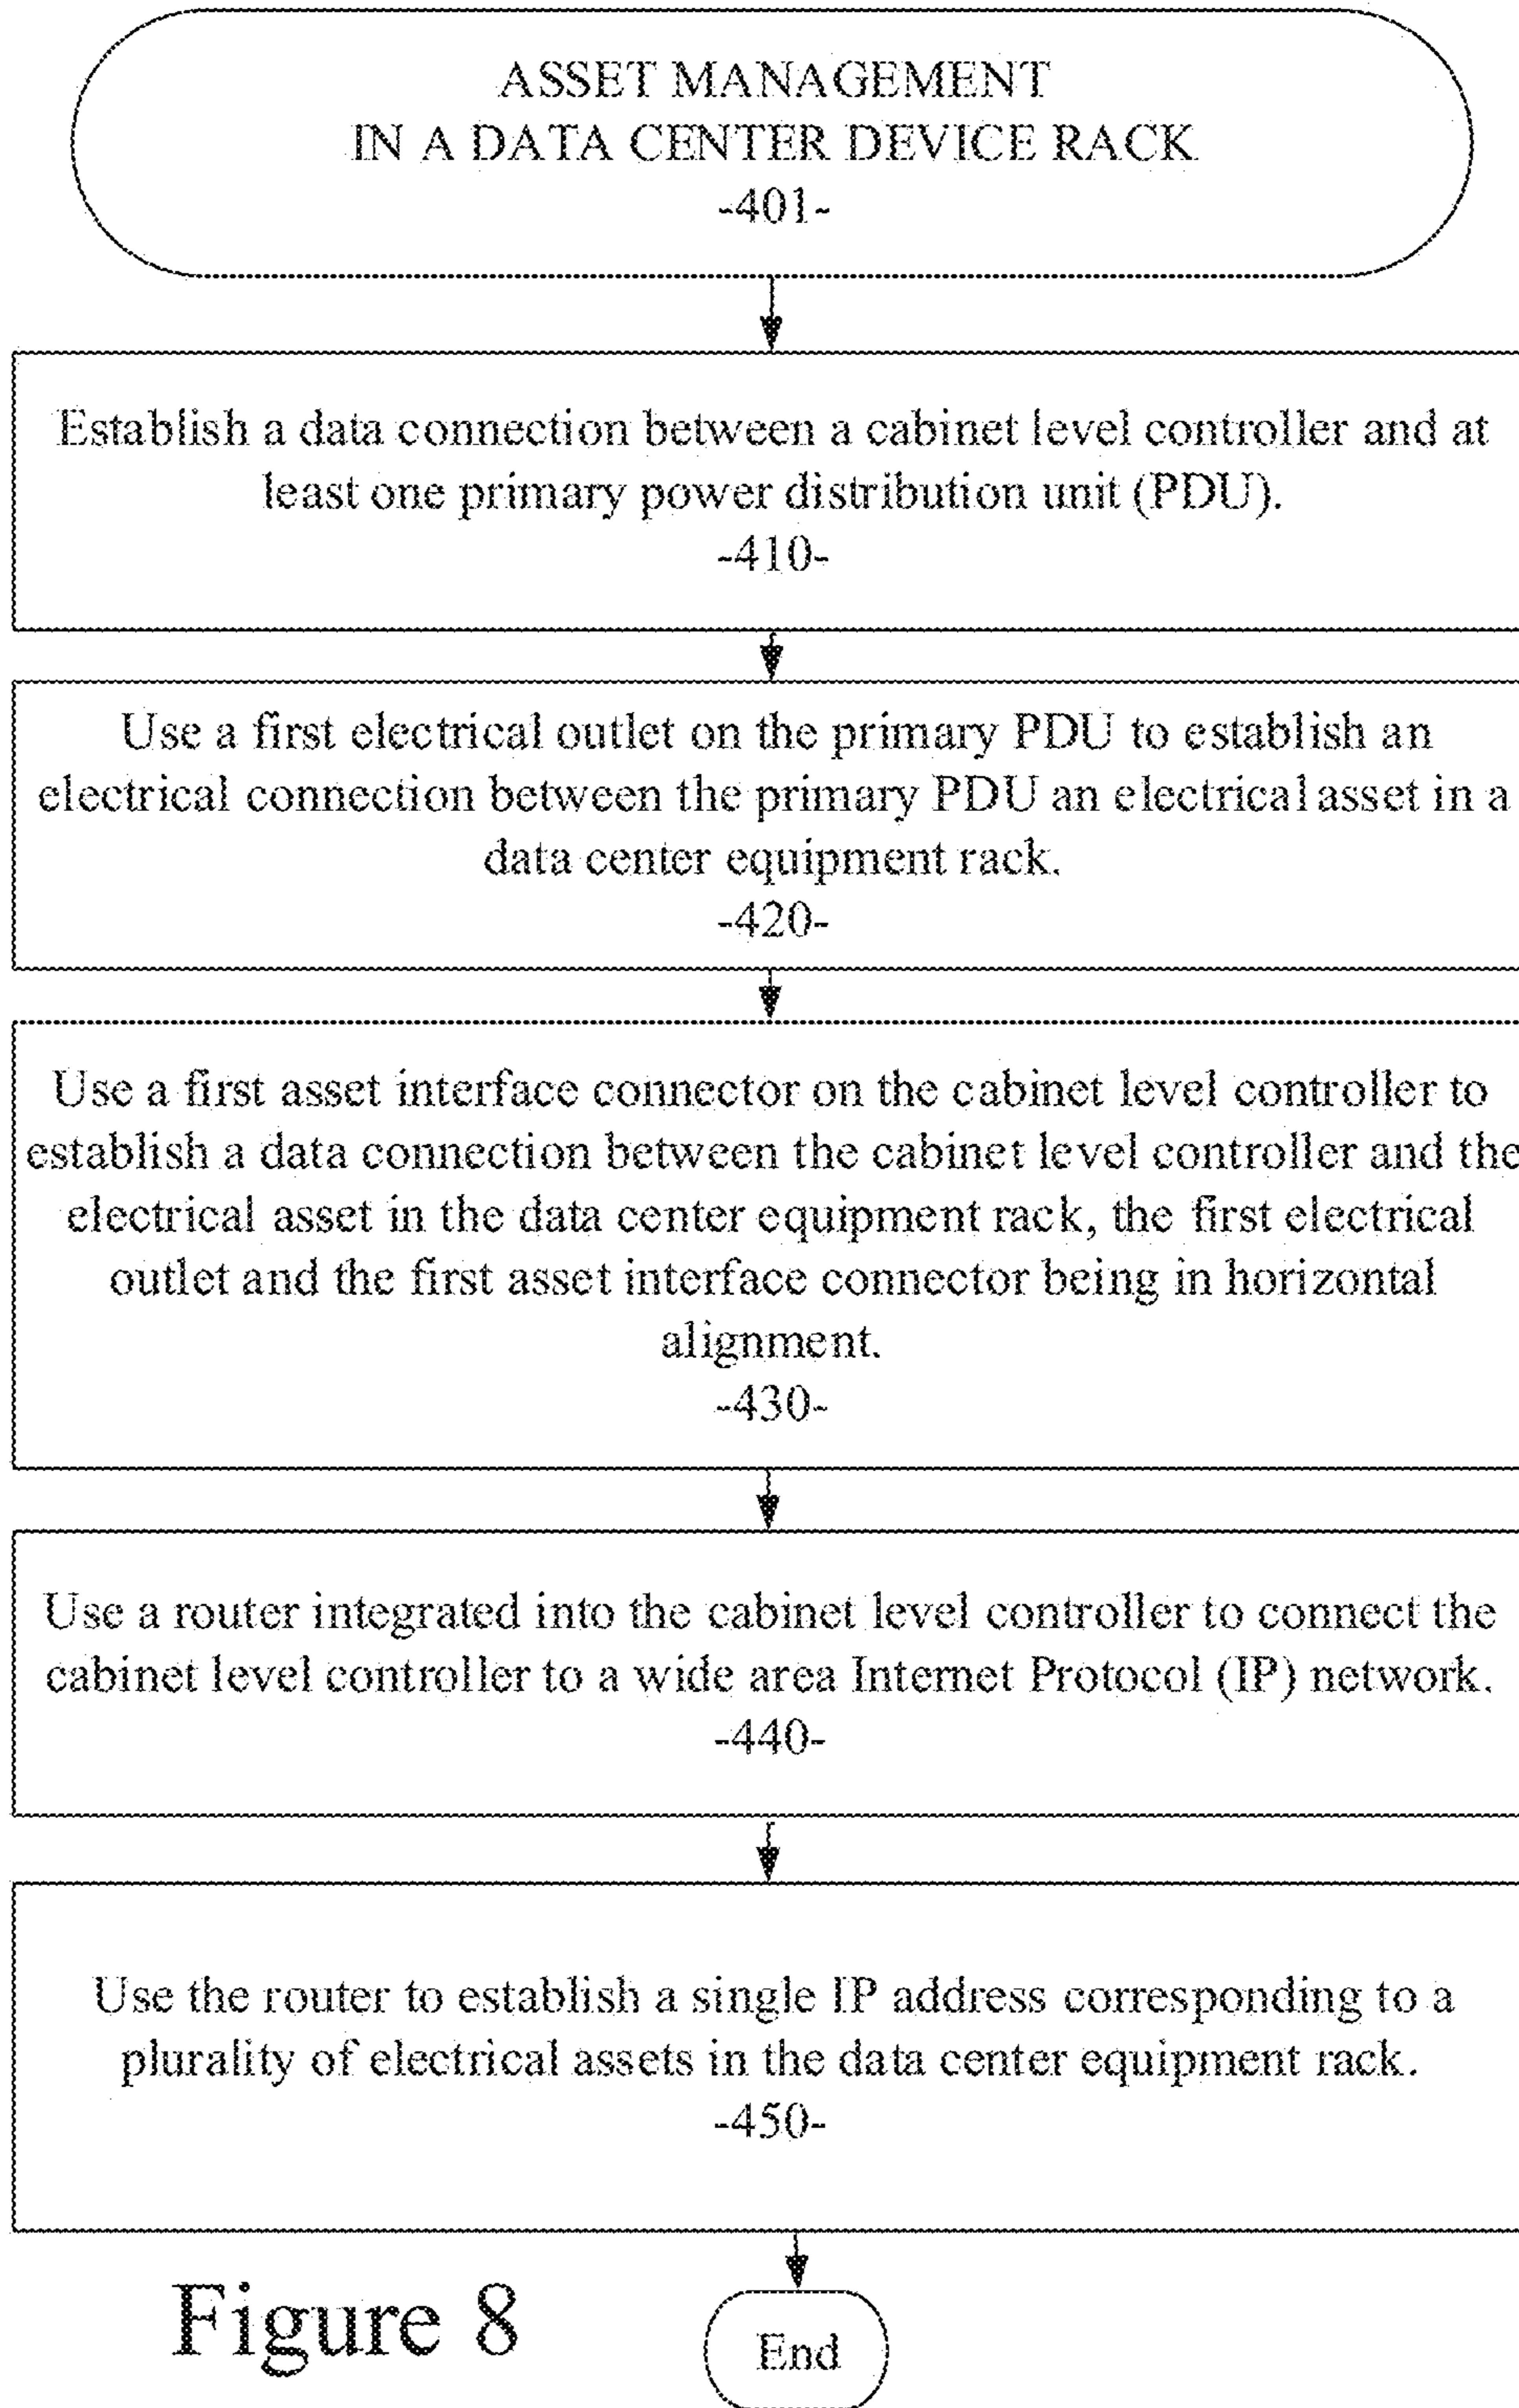 ASSET MANAGEMENT
IN A DATA CENTER DEVICE RACK
-401-
Establish a data connection between a cabinet level controller and at
least one primary power distribution unit (PDU).
-410-
Use a first electrical outlet on the primary PDU to establish an
electrical connection between the primary PDU an electrical asset in a
data center equipment rack.
-420-
Use a first asset interface connector on the cabinet level controller to
establish a data connection between the cabinet level controller and the
electrical asset in the data center equipment rack, the first electrical
outlet and the first asset interface connector being in horizontal
alignment.
-430-
Use a router integrated into the cabinet level controller to connect the
cabinet level controller to a wide area Internet Protocol (IP) network.
-440-
Use the router to establish a single IP address corresponding to a
plurality of electrical assets in the data center equipment rack.
-450-
Figure 8
End